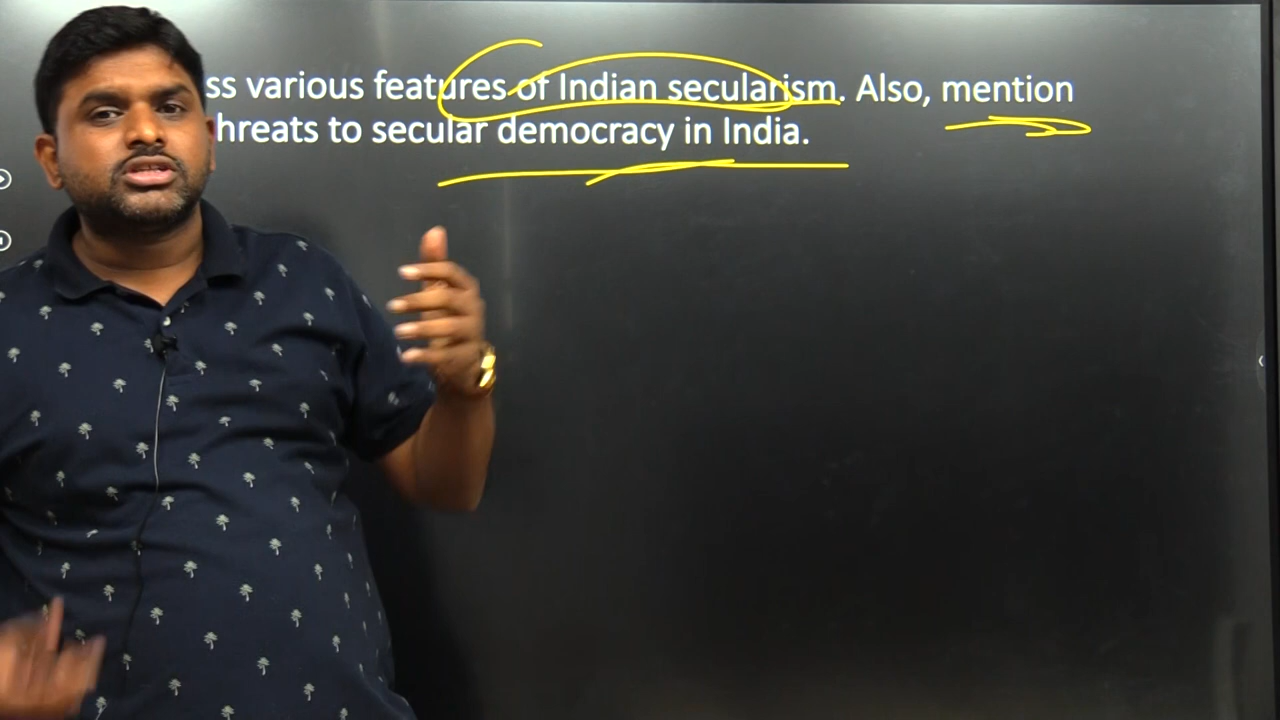 ss various features of Indian secularism. Also, mention
hreats to secular democracy in India.